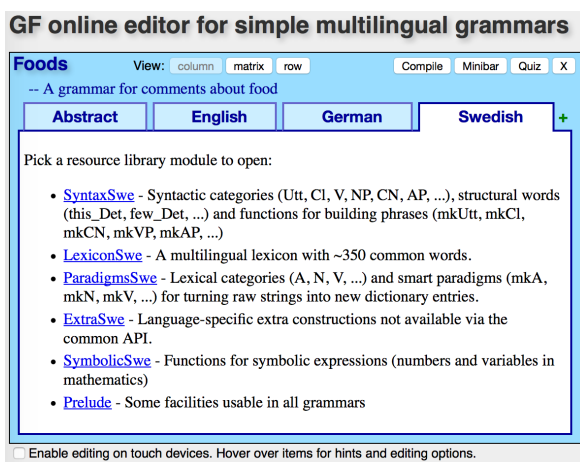 GF online editor for simple multilingual grammars
Foods View: column matrix row Compile Minibar Quiz X
-- A grammar for comments about food
Abstract English German Swedish +
Pick a resource library module to open:
• SyntaxSwe - Syntactic categories (Utt, Cl, V, NP, CN, AP, ...), structural words
(this_Det, few_Det, ...) and functions for building phrases (mkUtt, mkCl,
mkCN, mkVP, mkAP, ...)
• LexiconSwe - A multilingual lexicon with ~350 common words.
• ParadigmsSwe - Lexical categories (A, N, V, ...) and smart paradigms (mkA,
mkN, mkV, ...) for turning raw strings into new dictionary entries.
• ExtraSwe - Language-specific extra constructions not available via the
common API.
• SymbolicSwe - Functions for symbolic expressions (numbers and variables in
mathematics)
• Prelude - Some facilities usable in all grammars
Enable editing on touch devices. Hover over items for hints and editing options.